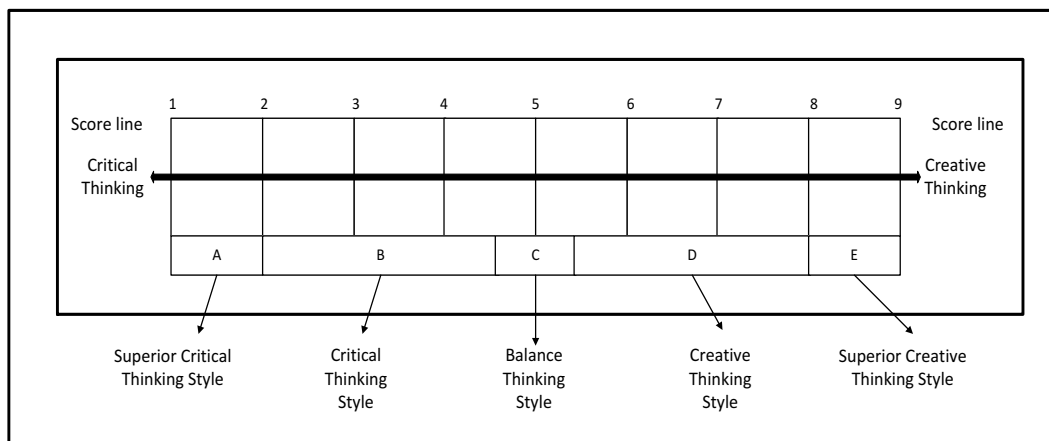 1 2 3 4 5 6 7 8 9
Score line
Score line
Critical
Thinking
Creative
Thinking
A B C D E
Superior Critical
Thinking Style
Critical
Thinking
Style
Balance
Thinking
Style
Creative
Thinking
Style
Superior Creative
Thinking Style